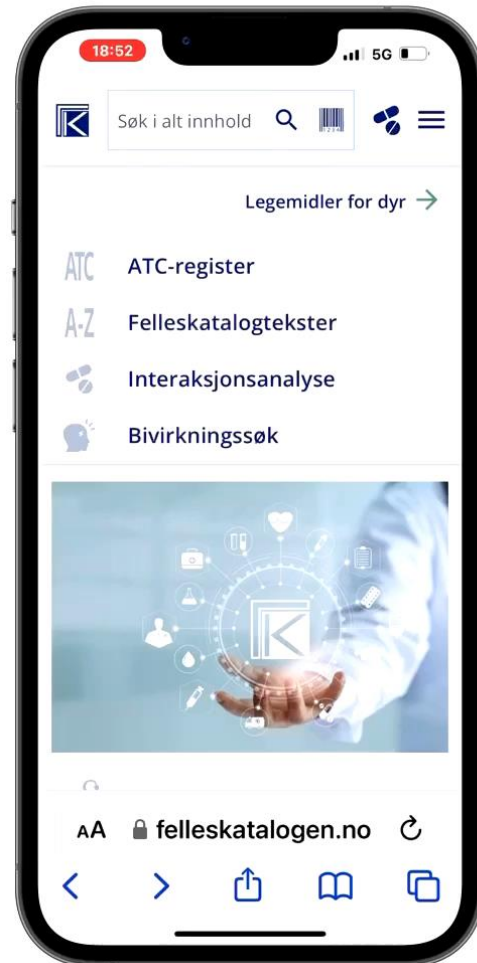 18:52
5G
K
Søk i alt innhold
Legemidler for dyr
ATC ATC-register
A-Z Felleskatalogtekster
Interaksjonsanalyse
Bivirkningssøk
K
AA felleskatalogen.no